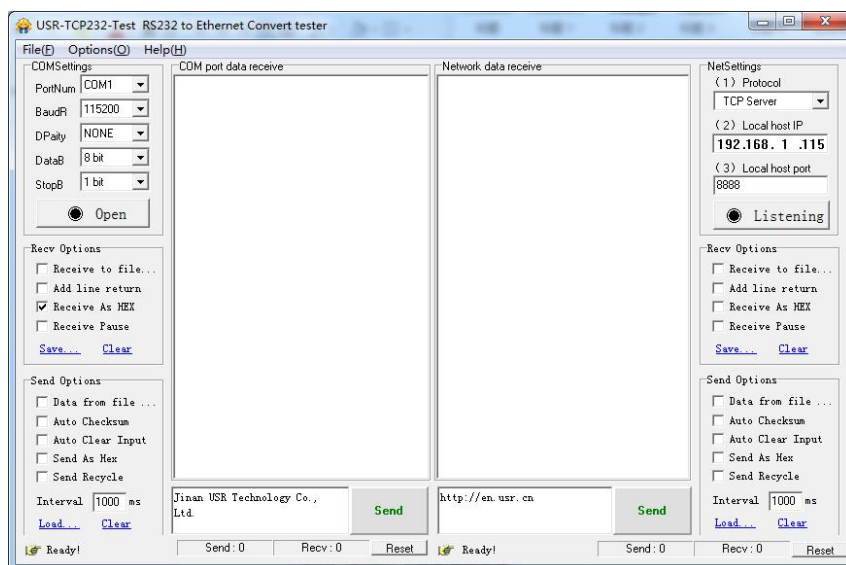 USR-TCP232-Test RS232 to Ethernet Convert tester
File(F) Options(O) Help(H)
COMSettings
PortNum COM1
BaudR 115200
DPaity NONE
DataB 8 bit
StopB 1 bit
Open
Recv Options
Receive to file...
Add line return
Receive As HEX
Receive Pause
Save... Clear
Send Options
Data from file ...
Auto Checksum
Auto Clear Input
Send As Hex
Send Recycle
Interval 1000 ms
Load... Clear
Ready!
COM port data receive
Jinan USR Technology Co.,
Ltd.
Send
Send : 0 Recv : 0 Reset
Network data receive
http://en.usr.cn
Send
Ready!
Send : 0 Recv : 0 Reset
NetSettings
(1) Protocol
TCP Server
(2) Local host IP
192.168. 1 .115
(3) Local host port
8888
Listening
Recv Options
Receive to file...
Add line return
Receive As HEX
Receive Pause
Save... Clear
Send Options
Data from file ...
Auto Checksum
Auto Clear Input
Send As Hex
Send Recycle
Interval 1000 ms
Load... Clear